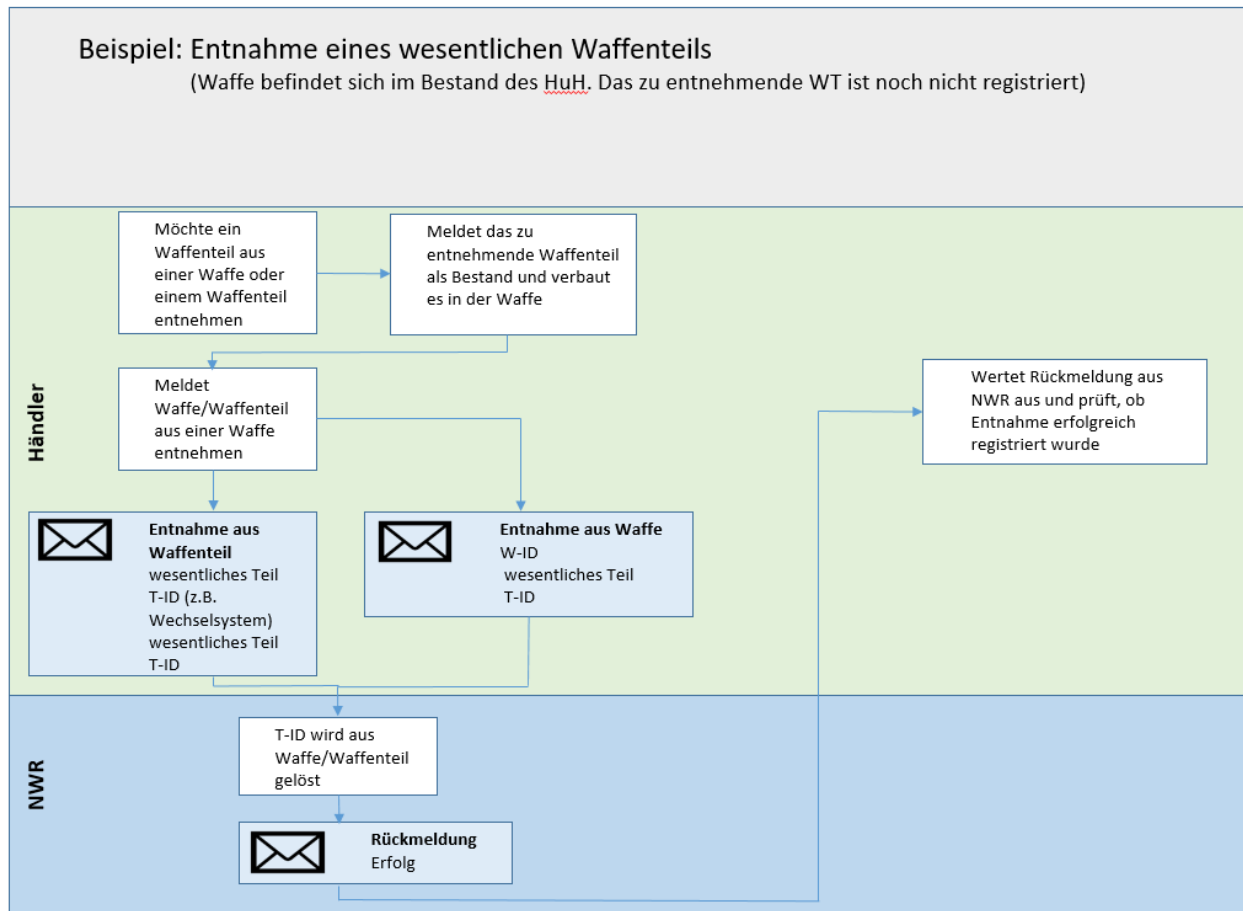 Beispiel: Entnahme eines wesentlichen Waffenteils
(Waffe befindet sich im Bestand des HuH. Das zu entnehmende WT ist noch nicht registriert)
Händler
Möchte ein
Waffenteil aus
einer Waffe oder
einem Waffenteil
entnehmen
Meldet das zu
entnehmende Waffenteil
als Bestand und verbaut
es in der Waffe
Meldet
Waffe/Waffenteil
aus einer Waffe
entnehmen
Wertet Rückmeldung aus
NWR aus und prüft, ob
Entnahme erfolgreich
registriert wurde
Entnahme aus
Waffenteil
wesentliches Teil
T-ID (z.B.
Wechselsystem)
wesentliches Teil
T-ID
Entnahme aus Waffe
W-ID
wesentliches Teil
T-ID
NWR
T-ID wird aus
Waffe/Waffenteil
gelöst
Rückmeldung
Erfolg